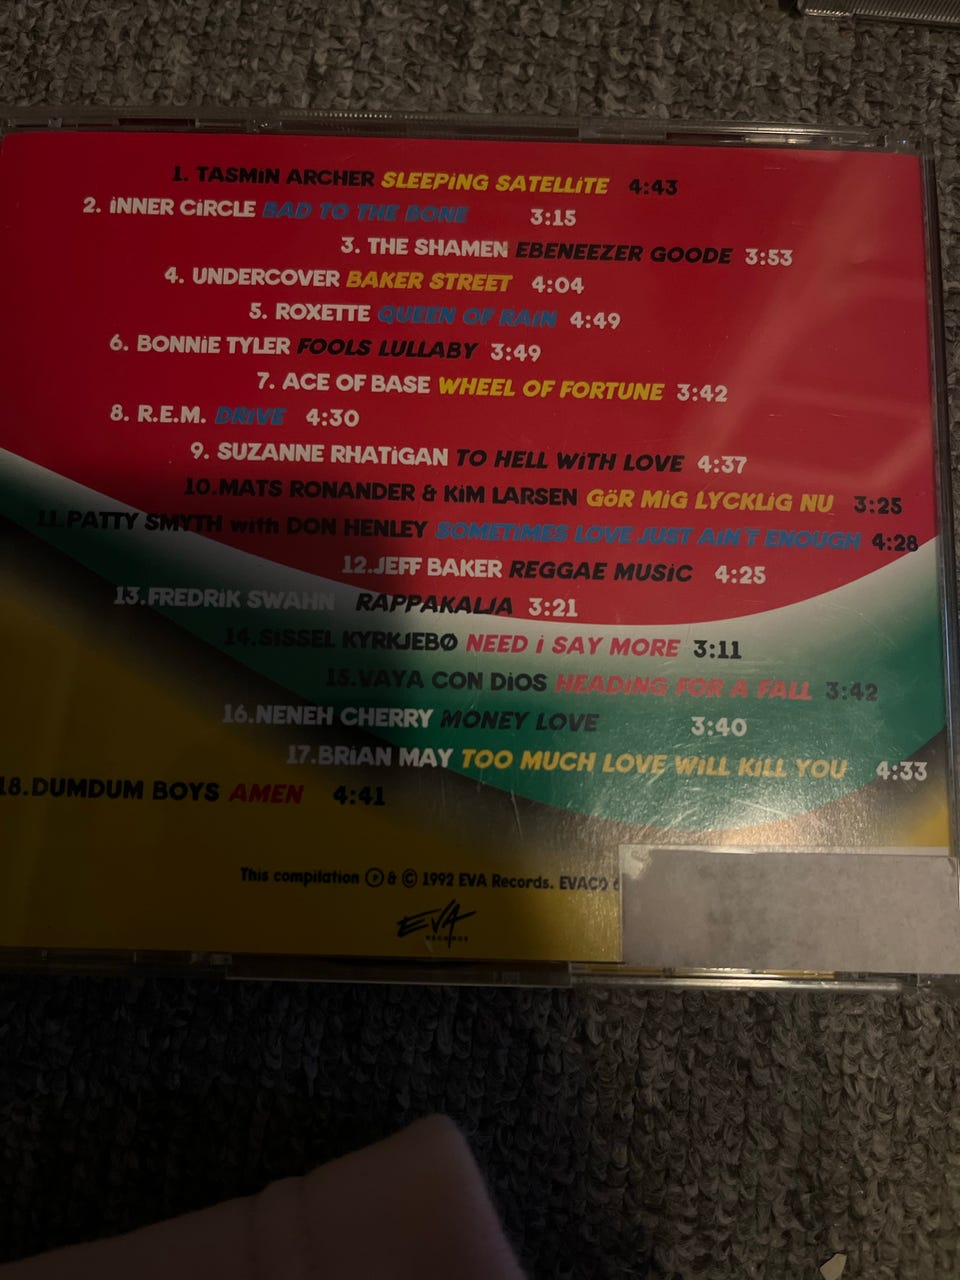 1. TASMiN ARCHER SLEEPiNG SATELLiTE 4:43
2. iNNER CiRCLE BAD TO THE BONE 3:15
3. THE SHAMEN EBENEEZER GOODE 3:53
4. UNDERCOVER BAKER STREET 4:04
5. ROXETTE QUEEN OF RAiN 4:49
6. BONNiE TYLER FOOLS LULLABY 3:49
7. ACE OF BASE WHEEL OF FORTUNE 3:42
8. R.E.M. DRiVE 4:30
9. SUZANNE RHATiGAN TO HELL WiTH LOVE 4:37
10.MATS RONANDER & KiM LARSEN GöR MiG LYCKLiG NU 3:25
11.PATTY SMYTH with DON HENLEY SOMETiMES LOVE JUST AiN'T ENOUGH 4:28
12.JEFF BAKER REGGAE MUSiC 4:25
13.FREDRiK SWAHN RAPPAKALJA 3:21
14.SiSSEL KYRKJEBØ NEED i SAY MORE 3:11
15.VAYA CON DiOS HEADiNG FOR A FALL 3:42
16.NENEH CHERRY MONEY LOVE 3:40
17.BRiAN MAY TOO MUCH LOVE WiLL KiLL YOU 4:33
18.DUMDUM BOYS AMEN 4:41
This compilation ℗ & © 1992 EVA Records. EVACD
EVA
RECORDS